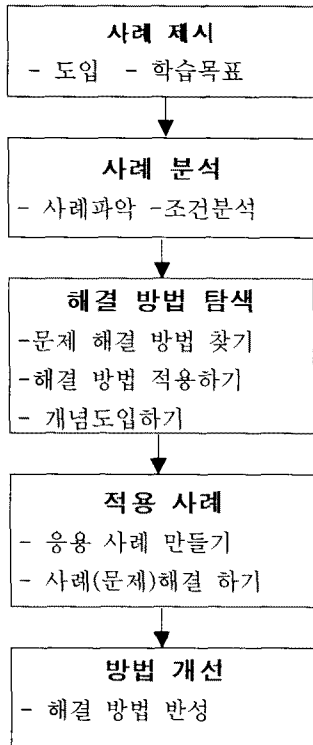 사례 제시
- 도입 - 학습목표
사례 분석
- 사례파악 -조건분석
해결 방법 탐색
-문제 해결 방법 찾기
-해결 방법 적용하기
- 개념도입하기
적용 사례
- 응용 사례 만들기
- 사례(문제)해결 하기
방법 개선
- 해결 방법 반성